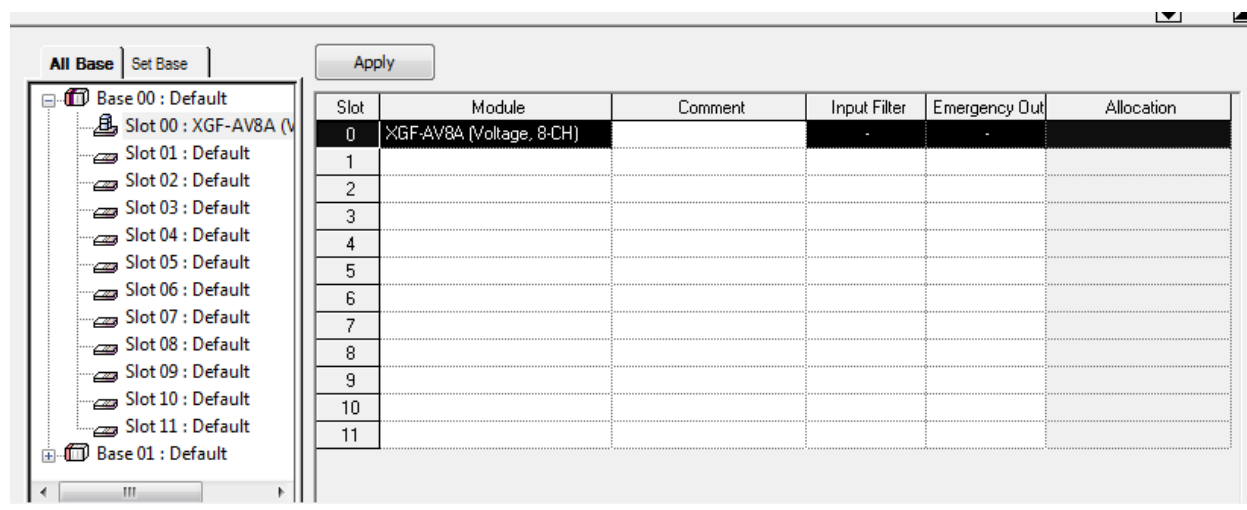 All Base Set Base
Apply
Base 00 : Default
Slot 00 : XGF-AV8A (V
Slot 01 : Default
Slot 02 : Default
Slot 03 : Default
Slot 04 : Default
Slot 05 : Default
Slot 06 : Default
Slot 07 : Default
Slot 08 : Default
Slot 09 : Default
Slot 10 : Default
Slot 11 : Default
Base 01 : Default
Slot Module Comment Input Filter Emergency Out Allocation
0 XGF-AV8A (Voltage, 8-CH) - -
1
2
3
4
5
6
7
8
9
10
11